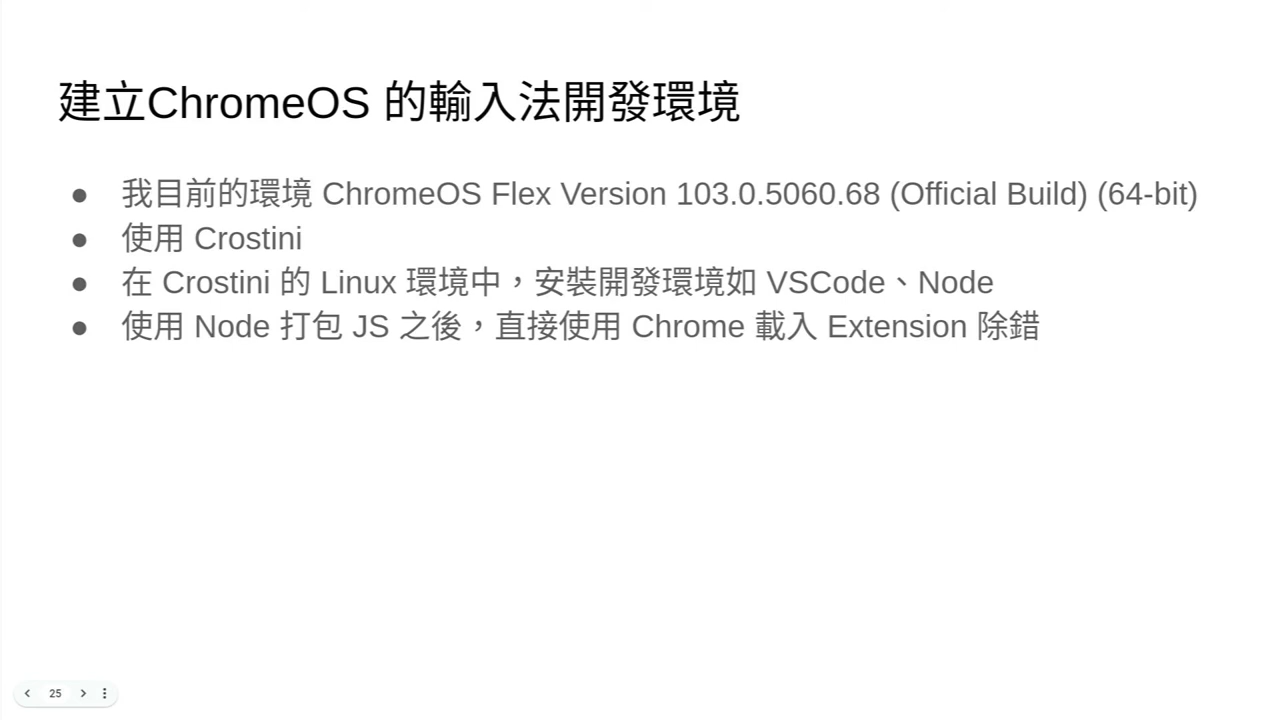 建立ChromeOS 的輸入法開發環境
● 我目前的環境 ChromeOS Flex Version 103.0.5060.68 (Official Build) (64-bit)
● 使用 Crostini
● 在 Crostini 的 Linux 環境中，安裝開發環境如 VSCode、Node
● 使用 Node 打包 JS 之後，直接使用 Chrome 載入 Extension 除錯
25